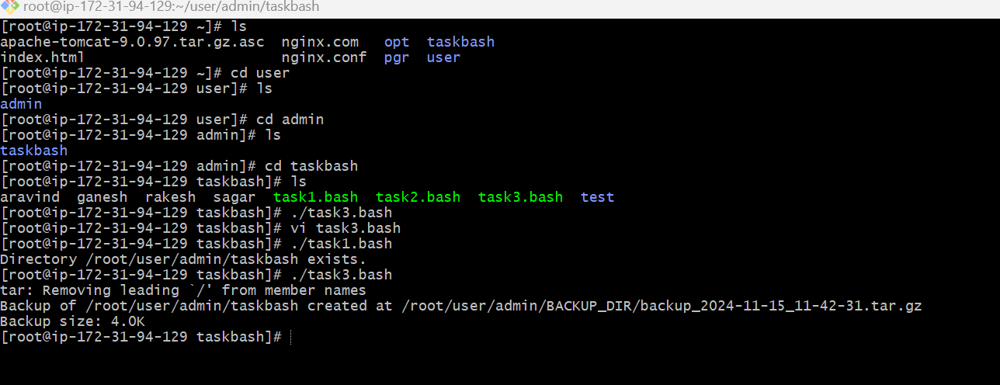 root@ip-172-31-94-129:~/user/admin/taskbash
[root@ip-172-31-94-129 ~]# ls
apache-tomcat-9.0.97.tar.gz.asc  nginx.com   opt  taskbash
index.html                       nginx.conf  pgr  user
[root@ip-172-31-94-129 ~]# cd user
[root@ip-172-31-94-129 user]# ls
admin
[root@ip-172-31-94-129 user]# cd admin
[root@ip-172-31-94-129 admin]# ls
taskbash
[root@ip-172-31-94-129 admin]# cd taskbash
[root@ip-172-31-94-129 taskbash]# ls
aravind  ganesh  rakesh  sagar  task1.bash  task2.bash  task3.bash  test
[root@ip-172-31-94-129 taskbash]# ./task3.bash
[root@ip-172-31-94-129 taskbash]# vi task3.bash
[root@ip-172-31-94-129 taskbash]# ./task1.bash
Directory /root/user/admin/taskbash exists.
[root@ip-172-31-94-129 taskbash]# ./task3.bash
tar: Removing leading `/' from member names
Backup of /root/user/admin/taskbash created at /root/user/admin/BACKUP_DIR/backup_2024-11-15_11-42-31.tar.gz
Backup size: 4.0K
[root@ip-172-31-94-129 taskbash]#